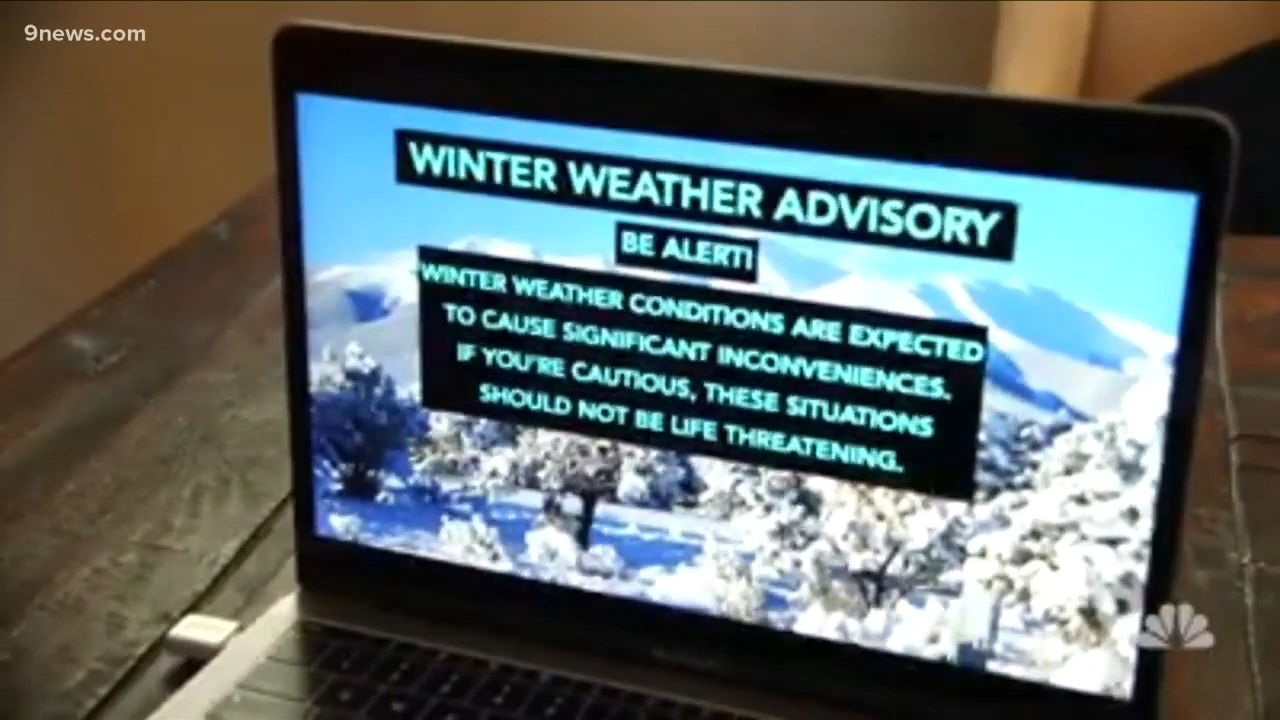 9news.com
WINTER WEATHER ADVISORY
BE ALERT!
WINTER WEATHER CONDITIONS ARE EXPECTED
TO CAUSE SIGNIFICANT INCONVENIENCES.
IF YOU'RE CAUTIOUS, THESE SITUATIONS
SHOULD NOT BE LIFE THREATENING.